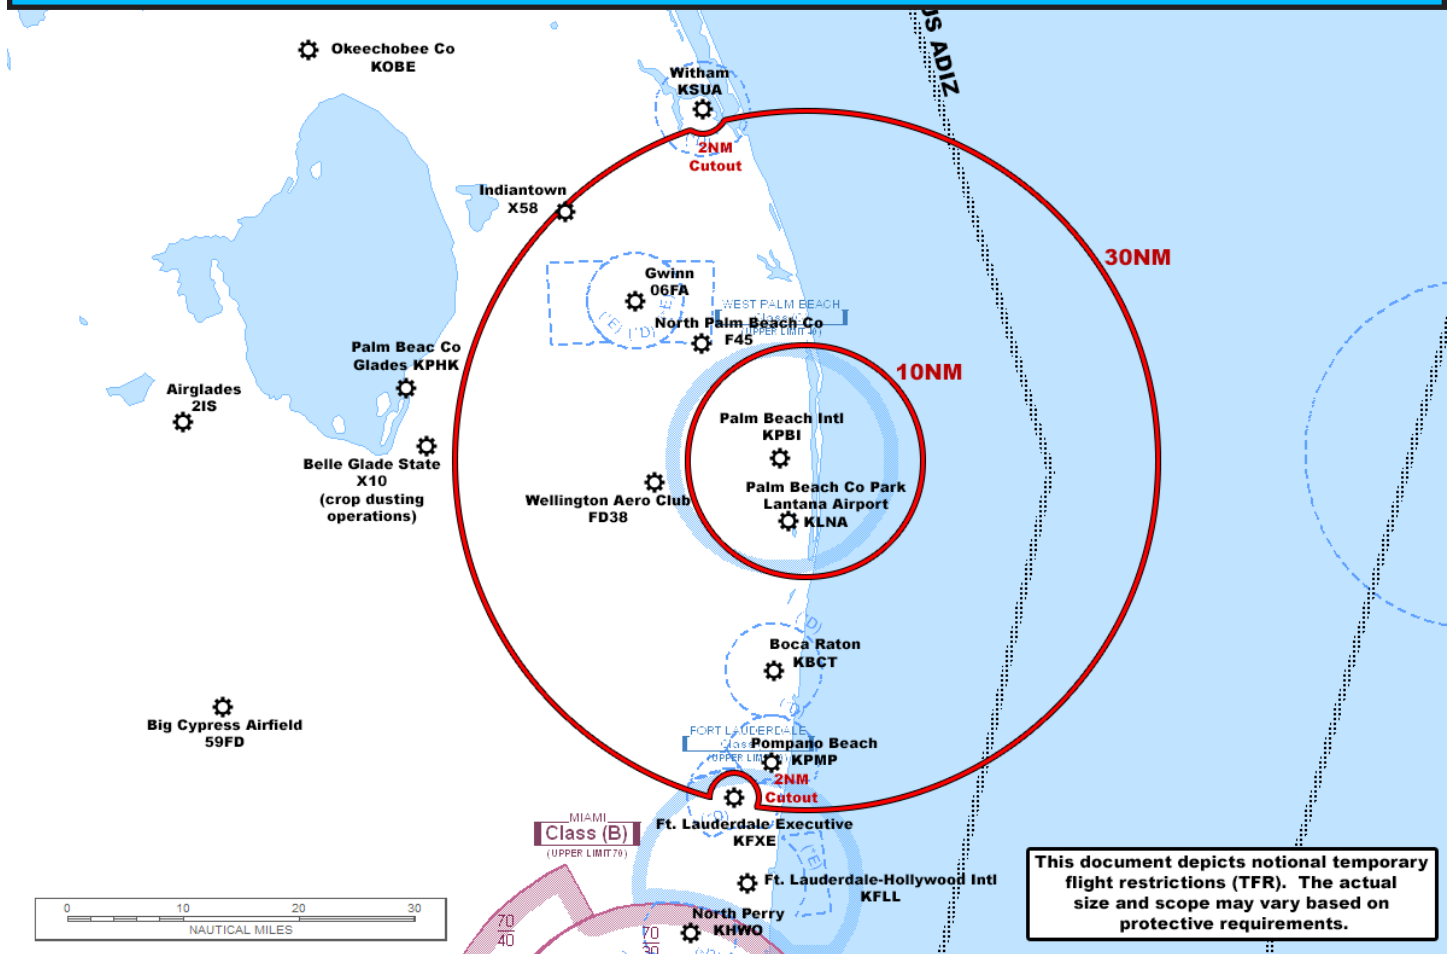 Okeechobee Co
KOBE
Witham
KSUA
US ADIZ
2NM
Cutout
Indiantown
X58
30NM
Gwinn
06FA
(E)
(D)
WEST PALM BEACH
North Palm Beach Co
F45
Palm Beac Co
Glades KPHK
10NM
Airglades
2IS
Palm Beach Intl
KPBI
Belle Glade State
X10
(crop dusting
operations)
Wellington Aero Club
FD38
Palm Beach Co Park
Lantana Airport
KLNA
(D)
Boca Raton
KBCT
(D)
Big Cypress Airfield
59FD
FORT LAUDERDALE
Pompano Beach
KPMP
2NM
Cutout
Ft. Lauderdale Executive
KFXE
MIAMI
Class (B)
(UPPER LIMIT 70)
(E)
Ft. Lauderdale-Hollywood Intl
KFLL
North Perry
KHWO
70
40
70
30
0 10 20 30
NAUTICAL MILES
This document depicts notional temporary
flight restrictions (TFR). The actual
size and scope may vary based on
protective requirements.